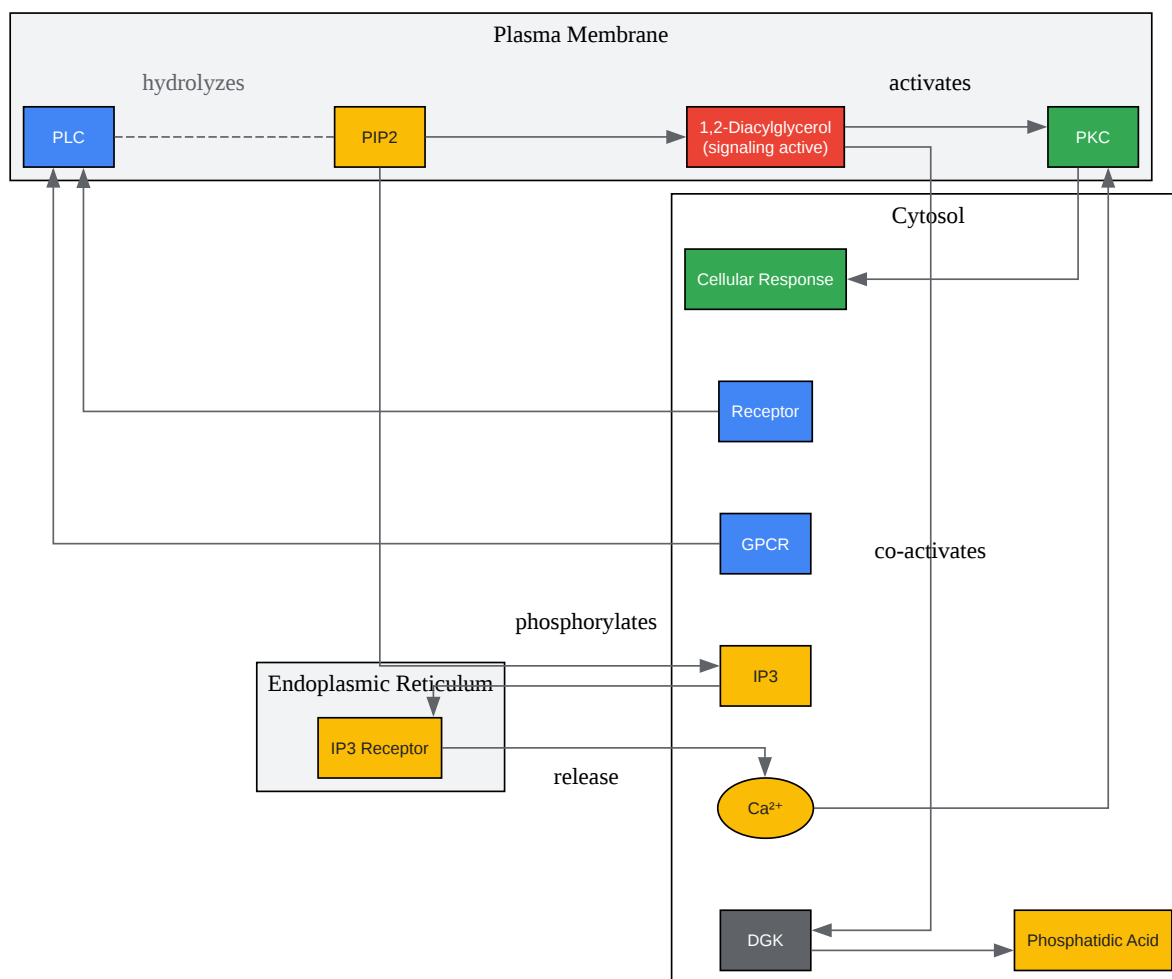 Plasma Membrane
hydrolyzes
activates
PLC
PIP2
1,2-Diacylglycerol
(signaling active)
PKC
Cytosol
Cellular Response
Receptor
GPCR
co-activates
phosphorylates
IP3
Endoplasmic Reticulum
IP3 Receptor
release
Ca²⁺
DGK
Phosphatidic Acid